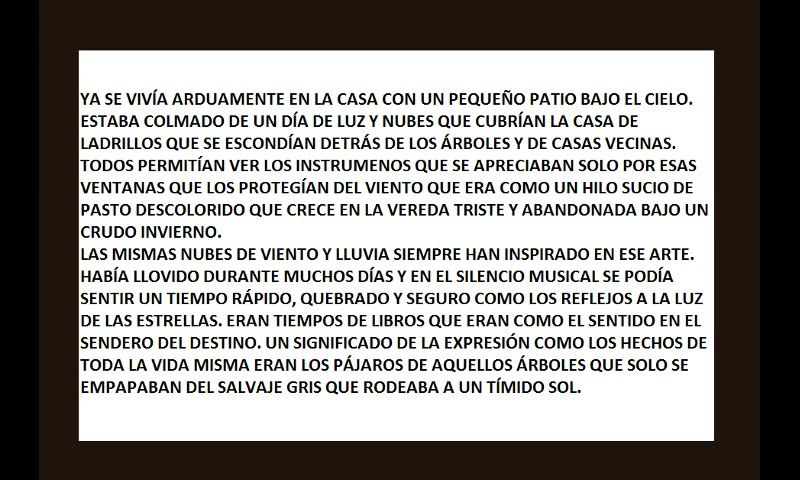 YA SE VIVÍA ARDUAMENTE EN LA CASA CON UN PEQUEÑO PATIO BAJO EL CIELO.
ESTABA COLMADO DE UN DÍA DE LUZ Y NUBES QUE CUBRÍAN LA CASA DE
LADRILLOS QUE SE ESCONDÍAN DETRÁS DE LOS ÁRBOLES Y DE CASAS VECINAS.
TODOS PERMITÍAN VER LOS INSTRUMENOS QUE SE APRECIABAN SOLO POR ESAS
VENTANAS QUE LOS PROTEGÍAN DEL VIENTO QUE ERA COMO UN HILO SUCIO DE
PASTO DESCOLORIDO QUE CRECE EN LA VEREDA TRISTE Y ABANDONADA BAJO UN
CRUDO INVIERNO.
LAS MISMAS NUBES DE VIENTO Y LLUVIA SIEMPRE HAN INSPIRADO EN ESE ARTE.
HABÍA LLOVIDO DURANTE MUCHOS DÍAS Y EN EL SILENCIO MUSICAL SE PODÍA
SENTIR UN TIEMPO RÁPIDO, QUEBRADO Y SEGURO COMO LOS REFLEJOS A LA LUZ
DE LAS ESTRELLAS. ERAN TIEMPOS DE LIBROS QUE ERAN COMO EL SENTIDO EN EL
SENDERO DEL DESTINO. UN SIGNIFICADO DE LA EXPRESIÓN COMO LOS HECHOS DE
TODA LA VIDA MISMA ERAN LOS PÁJAROS DE AQUELLOS ÁRBOLES QUE SOLO SE
EMPAPABAN DEL SALVAJE GRIS QUE RODEABA A UN TÍMIDO SOL.